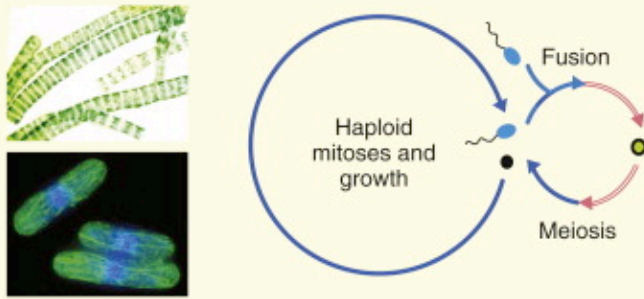 Fusion
Haploid
mitoses and
growth
Meiosis